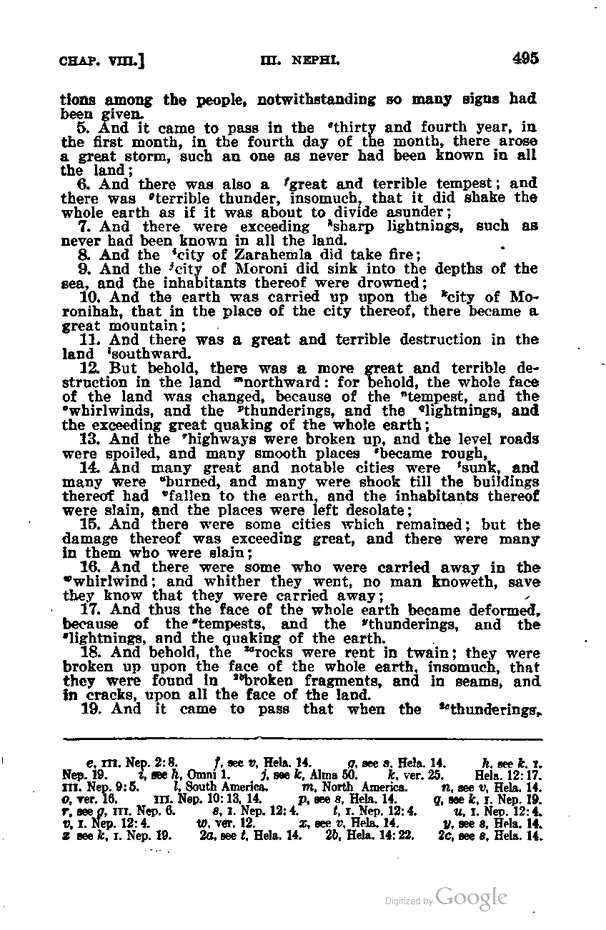 CHAP. VIII.] III. NEPHI. 495
tions among the people, notwithstanding so many signs had
been given.
5. And it came to pass in the ᵉthirty and fourth year, in
the first month, in the fourth day of the month, there arose
a great storm, such an one as never had been known in all
the land;
6. And there was also a ᶠgreat and terrible tempest; and
there was ᵍterrible thunder, insomuch, that it did shake the
whole earth as if it was about to divide asunder;
7. And there were exceeding ʰsharp lightnings, such as
never had been known in all the land.
8. And the ⁱcity of Zarahemla did take fire;
9. And the ʲcity of Moroni did sink into the depths of the
sea, and the inhabitants thereof were drowned;
10. And the earth was carried up upon the ᵏcity of Mo-
ronihah, that in the place of the city thereof, there became a
great mountain;
11. And there was a great and terrible destruction in the
land ˡsouthward.
12. But behold, there was a more great and terrible de-
struction in the land ᵐnorthward: for behold, the whole face
of the land was changed, because of the ⁿtempest, and the
ᵒwhirlwinds, and the ᵖthunderings, and the qlightnings, and
the exceeding great quaking of the whole earth;
13. And the ʳhighways were broken up, and the level roads
were spoiled, and many smooth places ˢbecame rough,
14. And many great and notable cities were ᵗsunk, and
many were ᵘburned, and many were shook till the buildings
thereof had ᵛfallen to the earth, and the inhabitants thereof
were slain, and the places were left desolate;
15. And there were some cities which remained; but the
damage thereof was exceeding great, and there were many
in them who were slain;
16. And there were some who were carried away in the
ʷwhirlwind; and whither they went, no man knoweth, save
they know that they were carried away;
17. And thus the face of the whole earth became deformed,
because of the ˣtempests, and the ʸthunderings, and the
ᶻlightnings, and the quaking of the earth.
18. And behold, the ²ᵃrocks were rent in twain; they were
broken up upon the face of the whole earth, insomuch, that
they were found in ²ᵇbroken fragments, and in seams, and
in cracks, upon all the face of the land.
19. And it came to pass that when the ²ᶜthunderings,
e, III. Nep. 2:8. f, see v, Hela. 14. g, see s, Hela. 14. h, see k, I.
Nep. 19. i, see h, Omni 1. j, see k, Alma 50. k, ver. 25. Hela. 12:17.
III. Nep. 9:5. l, South America. m, North America. n, see v, Hela. 14.
o, ver. 16. III. Nep. 10:13, 14. p, see s, Hela. 14. q, see k, I. Nep. 19.
r, see g, III. Nep. 6. s, I. Nep. 12:4. t, I. Nep. 12:4. u, I. Nep. 12:4.
v, I. Nep. 12:4. w, ver. 12. x, see v, Hela. 14. y, see s, Hela. 14.
z see k, I. Nep. 19. 2a, see t, Hela. 14. 2b, Hela. 14:22. 2c, see s, Hela. 14.
Digitized by Google